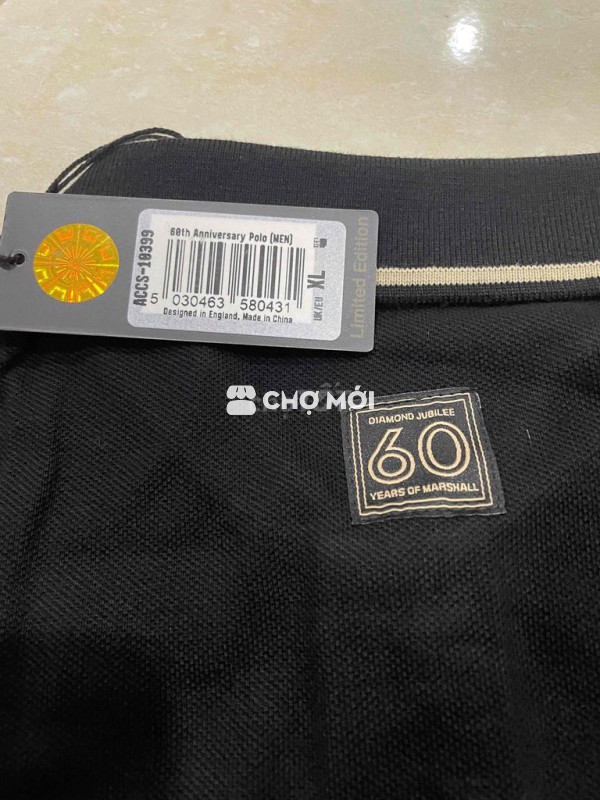 60th Anniversary Polo (MEN)
ACCS-10399
5 030463 580431
Designed in England, Made in China
UK/EU XL
Limited Edition
CHỢ MỚI
DIAMOND JUBILEE
60
YEARS OF MARSHALL